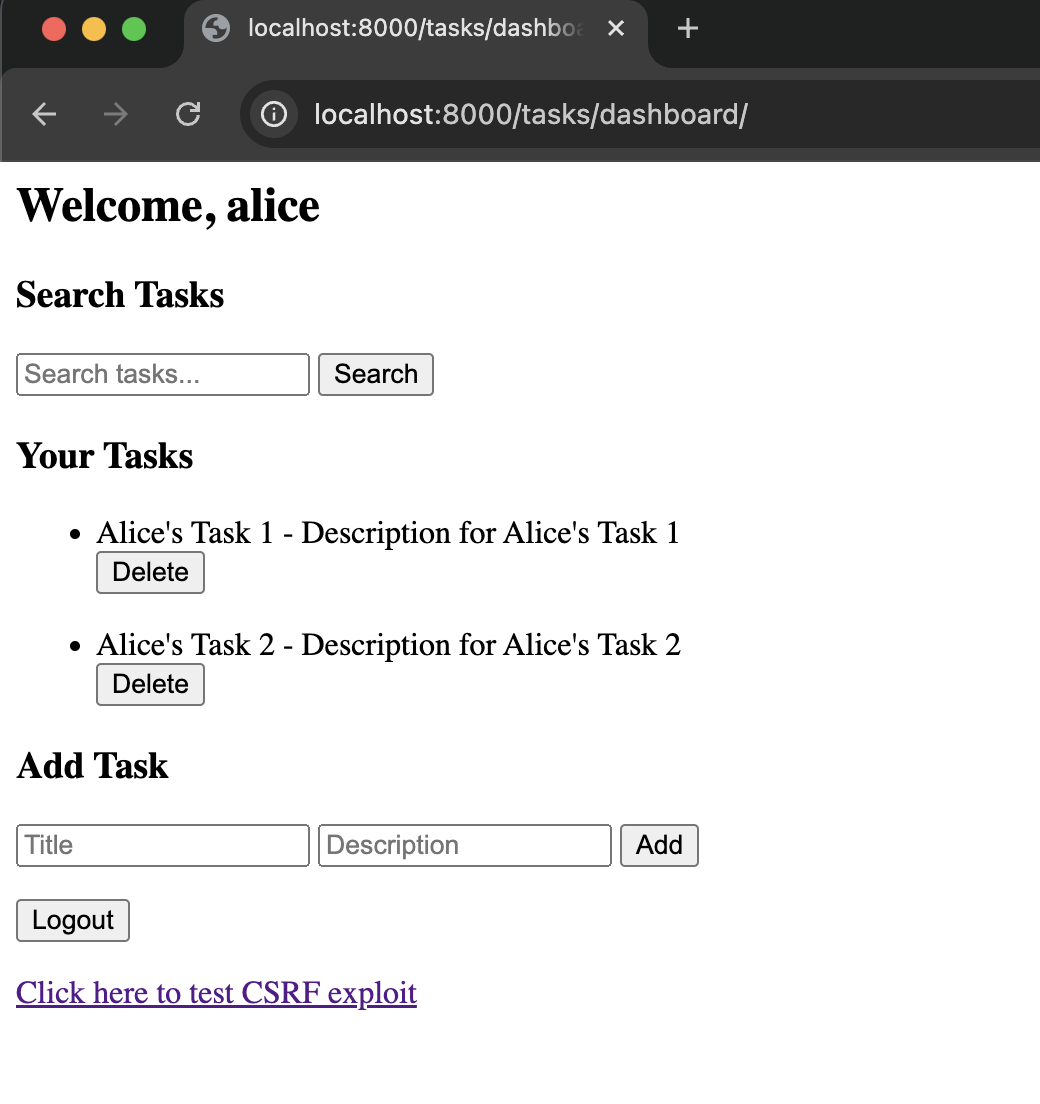 localhost:8000/tasks/dashboa
localhost:8000/tasks/dashboard/
Welcome, alice
Search Tasks
Search tasks... Search
Your Tasks
Alice's Task 1 - Description for Alice's Task 1
Delete
Alice's Task 2 - Description for Alice's Task 2
Delete
Add Task
Title Description Add
Logout
Click here to test CSRF exploit